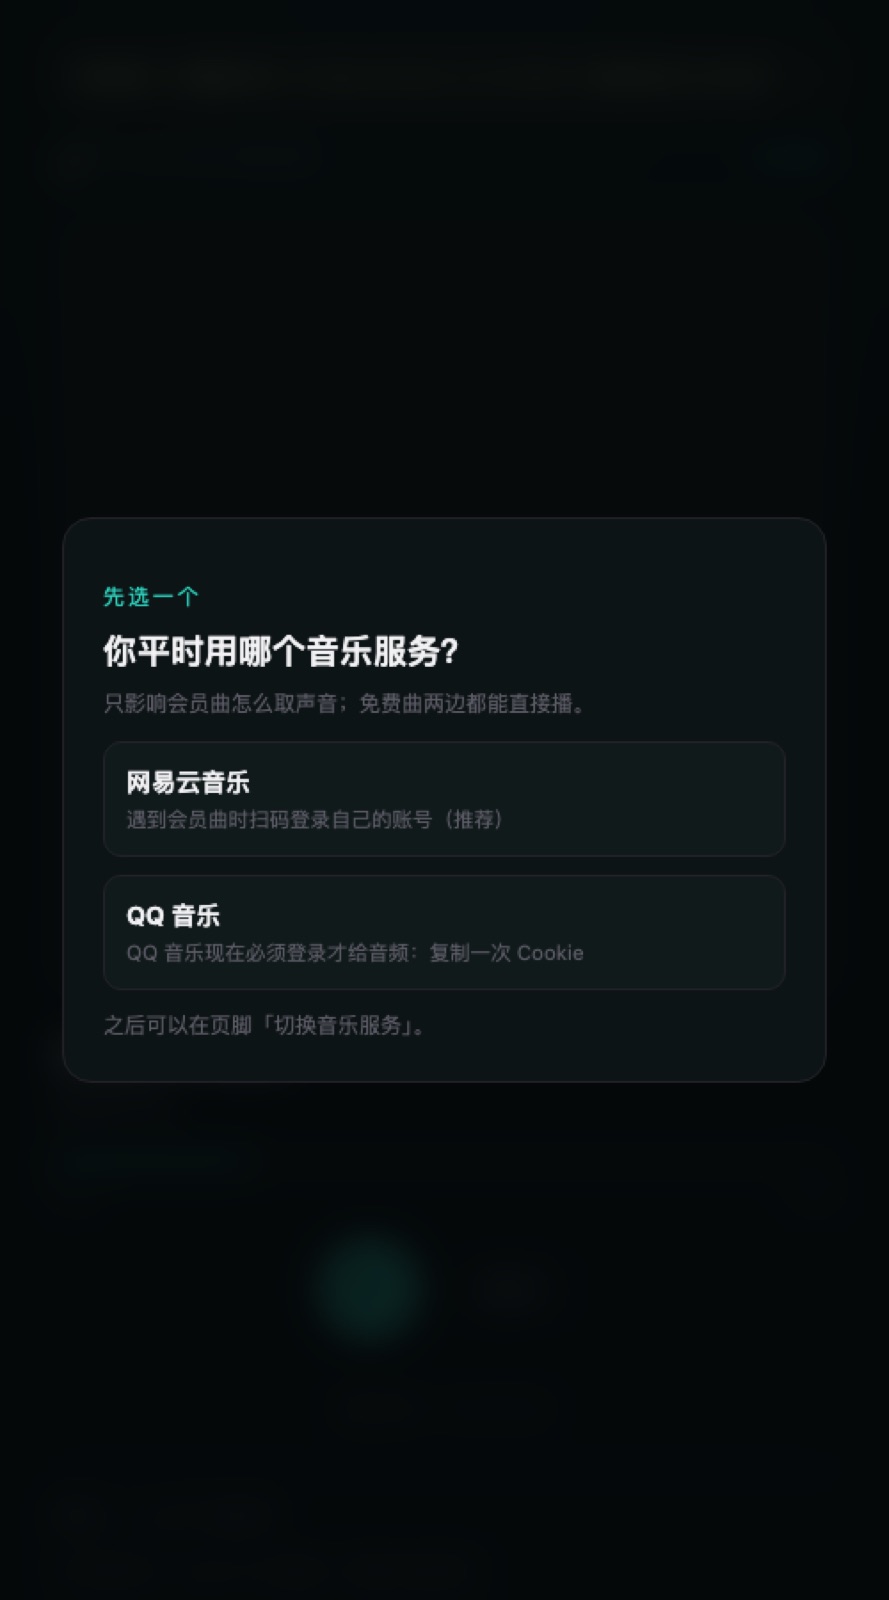 先选一个
你平时用哪个音乐服务？
只影响会员曲怎么取声音；免费曲两边都能直接播。
网易云音乐
遇到会员曲时扫码登录自己的账号（推荐）
QQ 音乐
QQ 音乐现在必须登录才给音频：复制一次 Cookie
之后可以在页脚「切换音乐服务」。